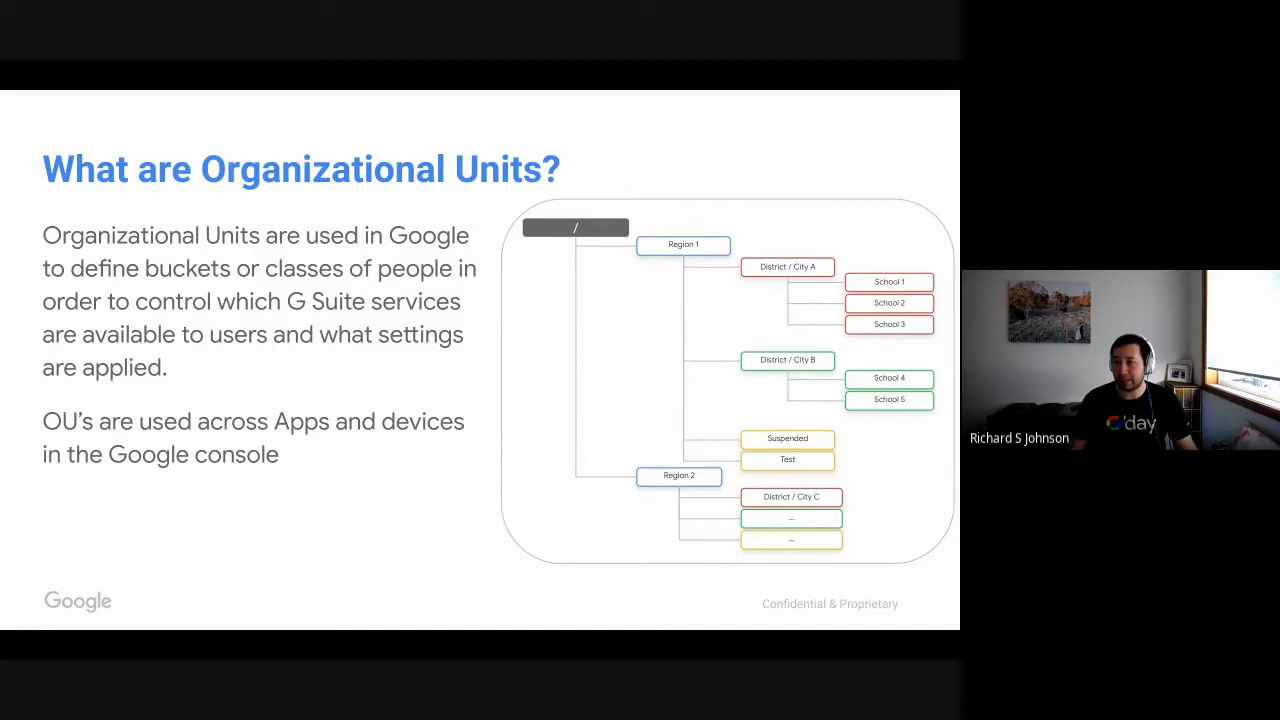 What are Organizational Units?
Organizational Units are used in Google
to define buckets or classes of people in
order to control which G Suite services
are available to users and what settings
are applied.
OU’s are used across Apps and devices
in the Google console
/
Region 1
District / City A
School 1
School 2
School 3
District / City B
School 4
School 5
Suspended
Test
Region 2
District / City C
...
...
Google
Confidential & Proprietary
G'day
Richard S Johnson